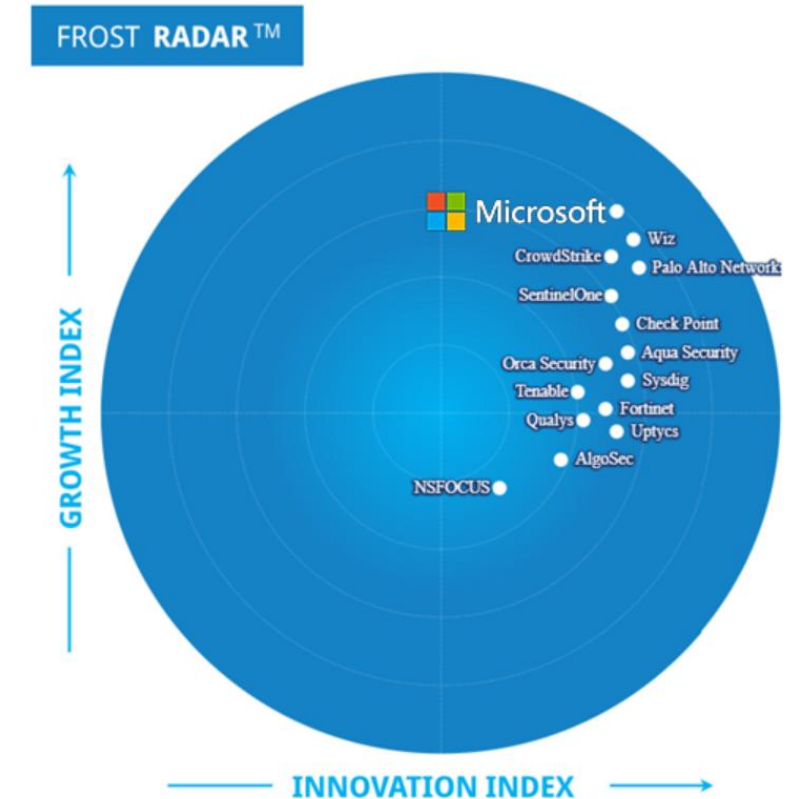 FROST RADAR™
Microsoft
Wiz
CrowdStrike
Palo Alto Networks
SentinelOne
Check Point
Aqua Security
Orca Security
Sysdig
Tenable
Fortinet
Qualys
Uptycs
AlgoSec
NSFOCUS
GROWTH INDEX
INNOVATION INDEX